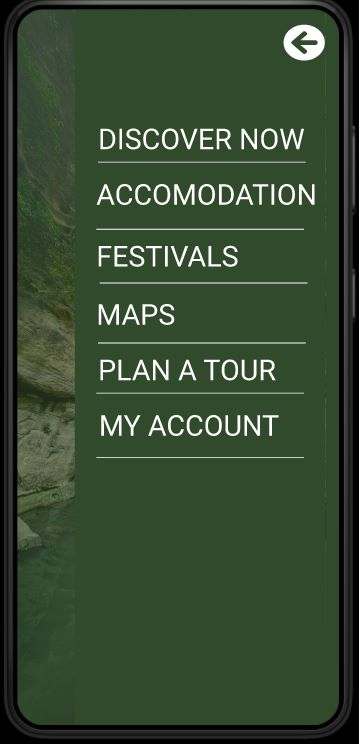 DISCOVER NOW
ACCOMODATION
FESTIVALS
MAPS
PLAN A TOUR
MY ACCOUNT